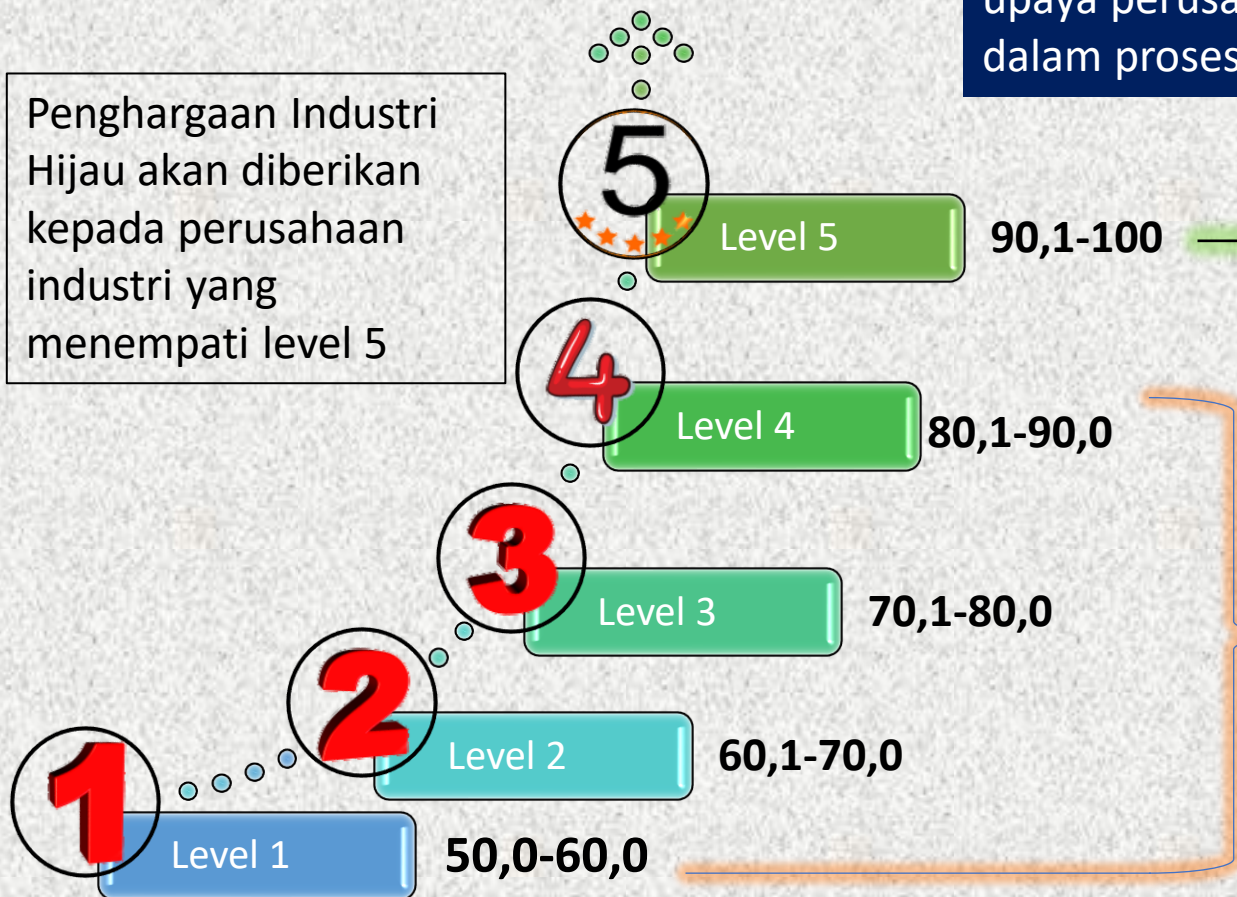 upaya perusa
dalam proses
Penghargaan Industri
Hijau akan diberikan
kepada perusahaan
industri yang
menempati level 5
5
Level 5
90,1-100
4
Level 4
80,1-90,0
3
Level 3
70,1-80,0
2
Level 2
60,1-70,0
1
Level 1
50,0-60,0